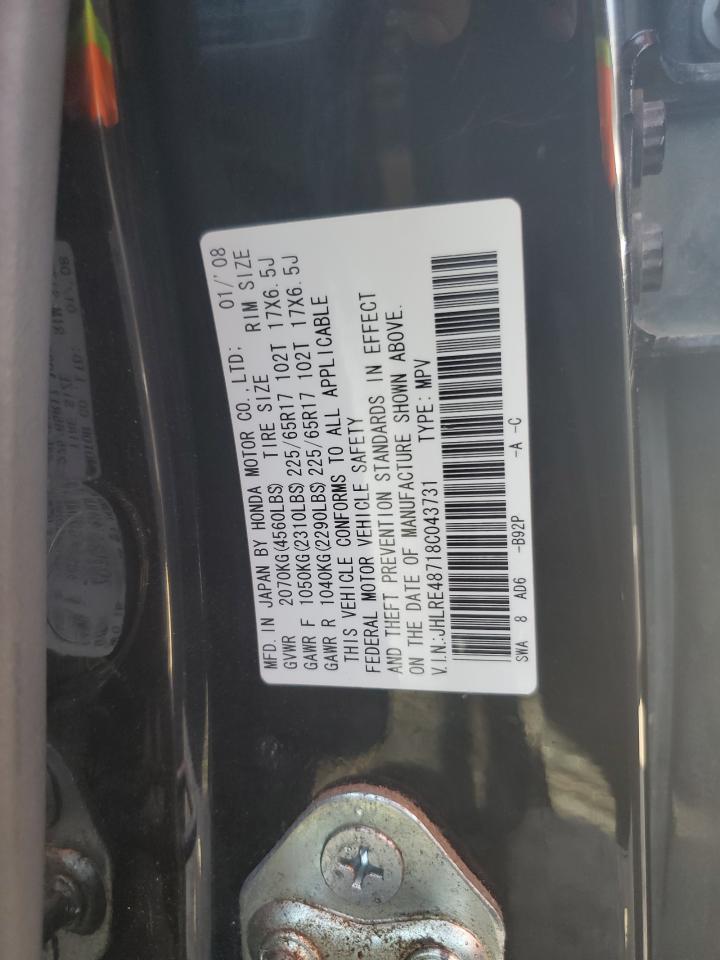 MFD. IN JAPAN BY HONDA MOTOR CO., LTD; 01/'08
GVWR 2070KG(4560LBS) TIRE SIZE RIM SIZE
GAWR F 1050KG(2310LBS) 225/65R17 102T 17X6.5J
GAWR R 1040KG(2290LBS) 225/65R17 102T 17X6.5J
THIS VEHICLE CONFORMS TO ALL APPLICABLE
FEDERAL MOTOR VEHICLE SAFETY
AND THEFT PREVENTION STANDARDS IN EFFECT
ON THE DATE OF MANUFACTURE SHOWN ABOVE.
V.I.N.:JHLRE48718C043731 TYPE: MPV
SWA 8 AD6 -B92P -A -C